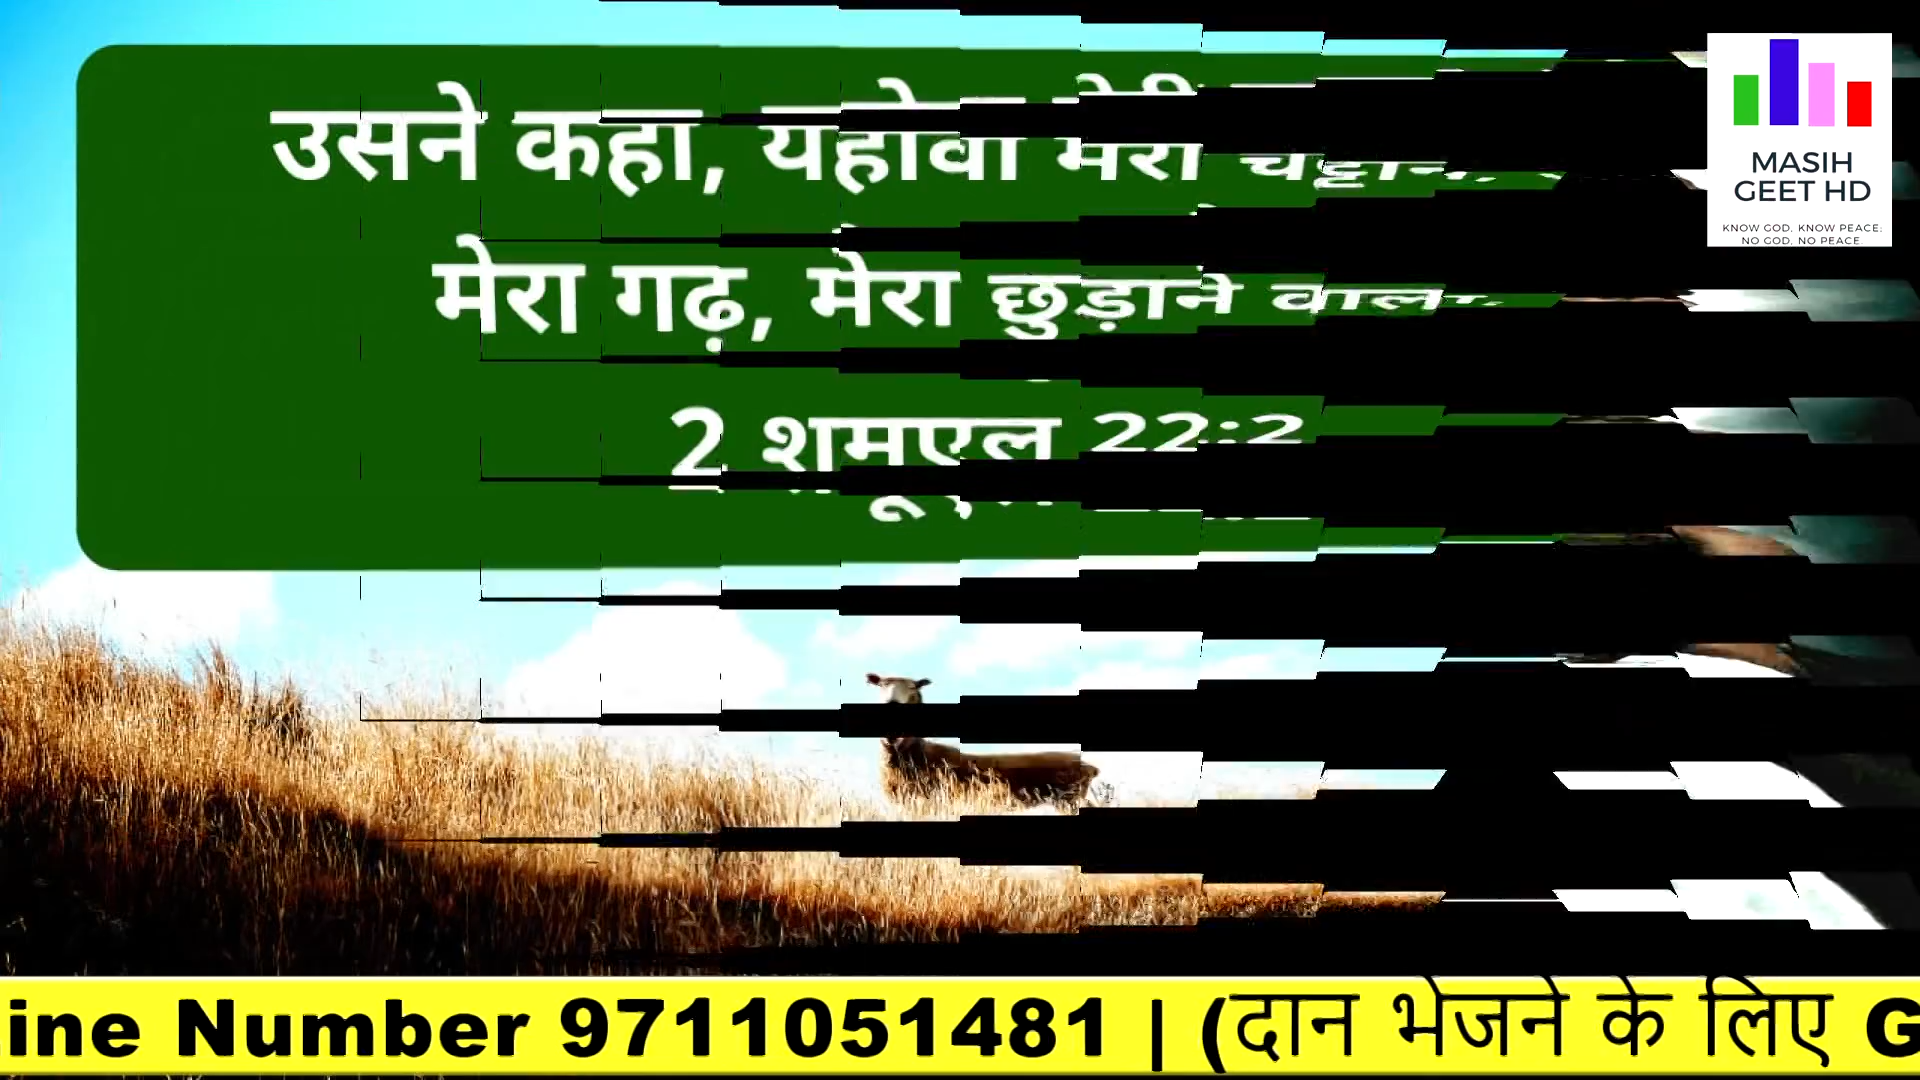 उसने कहा, यहोवा मेरी चट्टान,
मेरा गढ़, मेरा छुड़ाने वाला,
2 शमूएल 22:2
MASIH
GEET HD
KNOW GOD, KNOW PEACE;
NO GOD, NO PEACE.
ine Number 9711051481 | (दान भेजने के लिए G